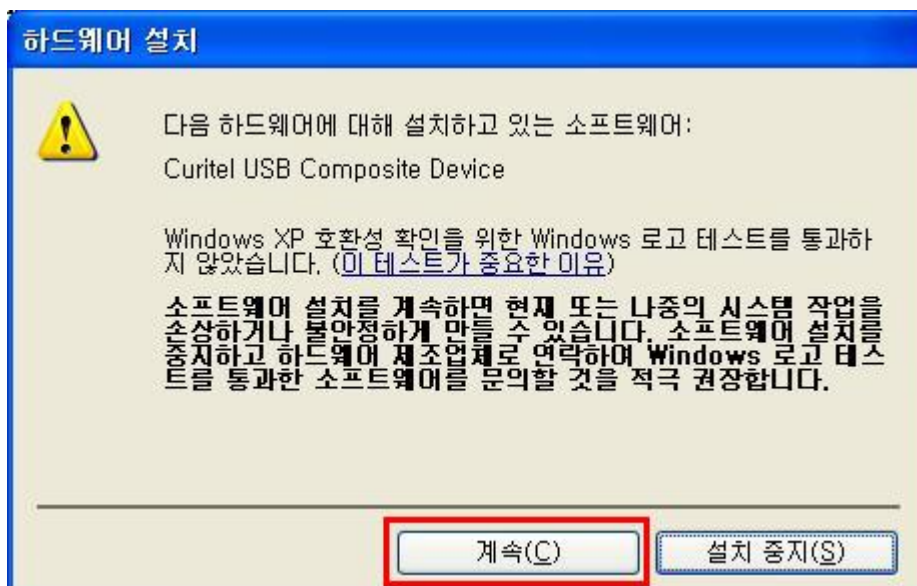 하드웨어 설치
다음 하드웨어에 대해 설치하고 있는 소프트웨어:
Curitel USB Composite Device
Windows XP 호환성 확인을 위한 Windows 로고 테스트를 통과하
지 않았습니다. (이 테스트가 중요한 이유)
소프트웨어 설치를 계속하면 현재 또는 나중의 시스템 작업을
손상하거나 불안정하게 만들 수 있습니다. 소프트웨어 설치를
중지하고 하드웨어 제조업체로 연락하여 Windows 로고 테스
트를 통과한 소프트웨어를 문의할 것을 적극 권장합니다.
계속(C)
설치 중지(S)